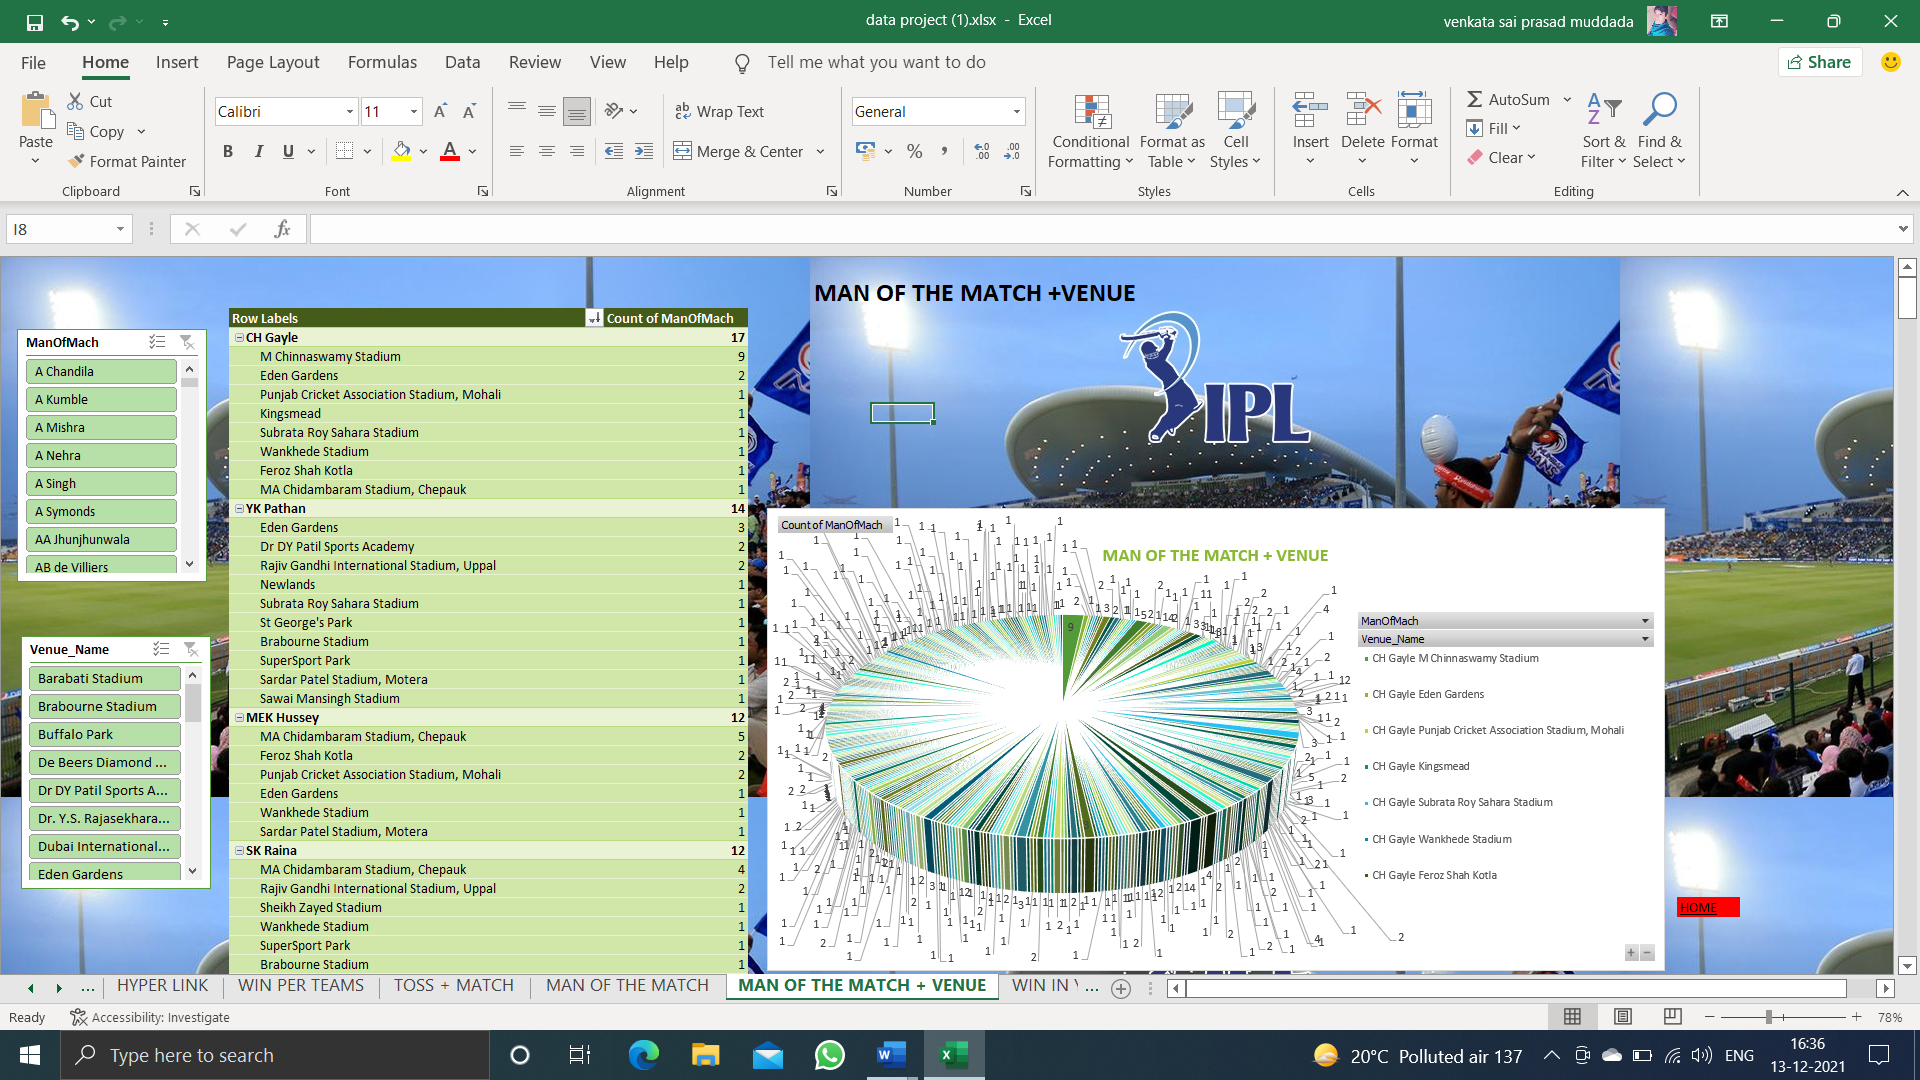 data project (1).xlsx - Excel
venkata sai prasad muddada
File Home Insert Page Layout Formulas Data Review View Help Tell me what you want to do
Share
Paste
Cut
Copy
Format Painter
Clipboard
Calibri 11
B I U
Font
Wrap Text
Merge & Center
Alignment
General
Number
Conditional Formatting
Format as Table
Cell Styles
Styles
Insert Delete Format
Cells
AutoSum
Fill
Clear
Sort & Filter
Find & Select
Editing
I8
fx
MAN OF THE MATCH +VENUE
IPL
ManOfMach
A Chandila
A Kumble
A Mishra
A Nehra
A Singh
A Symonds
AA Jhunjhunwala
AB de Villiers
Venue_Name
Barabati Stadium
Brabourne Stadium
Buffalo Park
De Beers Diamond ...
Dr DY Patil Sports A...
Dr. Y.S. Rajasekhara...
Dubai International...
Eden Gardens
Row Labels Count of ManOfMach
CH Gayle 17
M Chinnaswamy Stadium 9
Eden Gardens 2
Punjab Cricket Association Stadium, Mohali 1
Kingsmead 1
Subrata Roy Sahara Stadium 1
Wankhede Stadium 1
Feroz Shah Kotla 1
MA Chidambaram Stadium, Chepauk 1
YK Pathan 14
Eden Gardens 3
Dr DY Patil Sports Academy 2
Rajiv Gandhi International Stadium, Uppal 2
Newlands 1
Subrata Roy Sahara Stadium 1
St George's Park 1
Brabourne Stadium 1
SuperSport Park 1
Sardar Patel Stadium, Motera 1
Sawai Mansingh Stadium 1
MEK Hussey 12
MA Chidambaram Stadium, Chepauk 5
Feroz Shah Kotla 2
Punjab Cricket Association Stadium, Mohali 2
Eden Gardens 1
Wankhede Stadium 1
Sardar Patel Stadium, Motera 1
SK Raina 12
MA Chidambaram Stadium, Chepauk 4
Rajiv Gandhi International Stadium, Uppal 2
Sheikh Zayed Stadium 1
Wankhede Stadium 1
SuperSport Park 1
Brabourne Stadium 1
Count of ManOfMach
MAN OF THE MATCH + VENUE
9
ManOfMach
Venue_Name
CH Gayle M Chinnaswamy Stadium
CH Gayle Eden Gardens
CH Gayle Punjab Cricket Association Stadium, Mohali
CH Gayle Kingsmead
CH Gayle Subrata Roy Sahara Stadium
CH Gayle Wankhede Stadium
CH Gayle Feroz Shah Kotla
HOME
... HYPER LINK WIN PER TEAMS TOSS + MATCH MAN OF THE MATCH MAN OF THE MATCH + VENUE WIN IN ...
Ready Accessibility: Investigate
78%
Type here to search
20°C Polluted air 137
ENG
16:36
13-12-2021